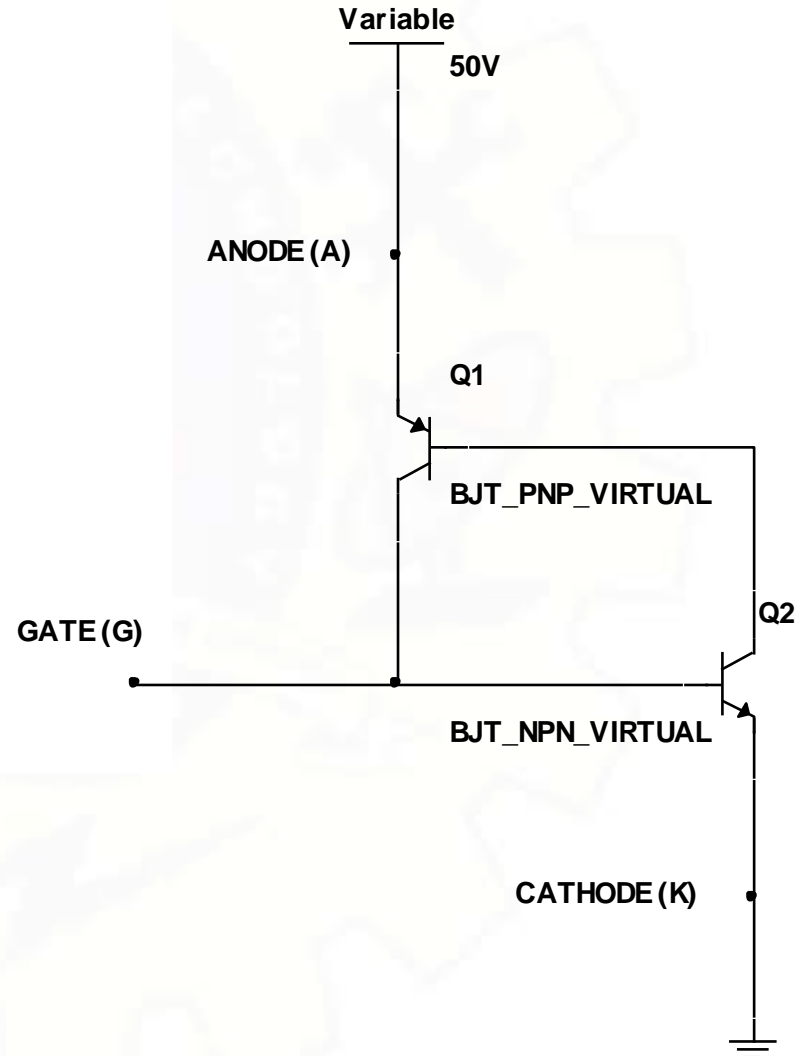 Variable
50V
ANODE (A)
Q1
BJT_PNP_VIRTUAL
Q2
GATE (G)
BJT_NPN_VIRTUAL
CATHODE (K)